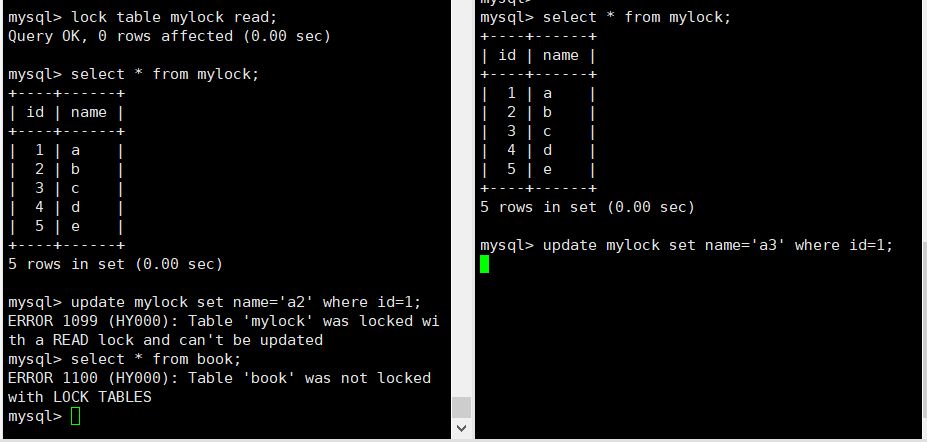 mysql> lock table mylock read;
Query OK, 0 rows affected (0.00 sec)
mysql> select * from mylock;
+----+------+
| id | name |
+----+------+
|  1 | a    |
|  2 | b    |
|  3 | c    |
|  4 | d    |
|  5 | e    |
+----+------+
5 rows in set (0.00 sec)
mysql> update mylock set name='a2' where id=1;
ERROR 1099 (HY000): Table 'mylock' was locked wi
th a READ lock and can't be updated
mysql> select * from book;
ERROR 1100 (HY000): Table 'book' was not locked
with LOCK TABLES
mysql>
mysql> select * from mylock;
+----+------+
| id | name |
+----+------+
|  1 | a    |
|  2 | b    |
|  3 | c    |
|  4 | d    |
|  5 | e    |
+----+------+
5 rows in set (0.00 sec)
mysql> update mylock set name='a3' where id=1;